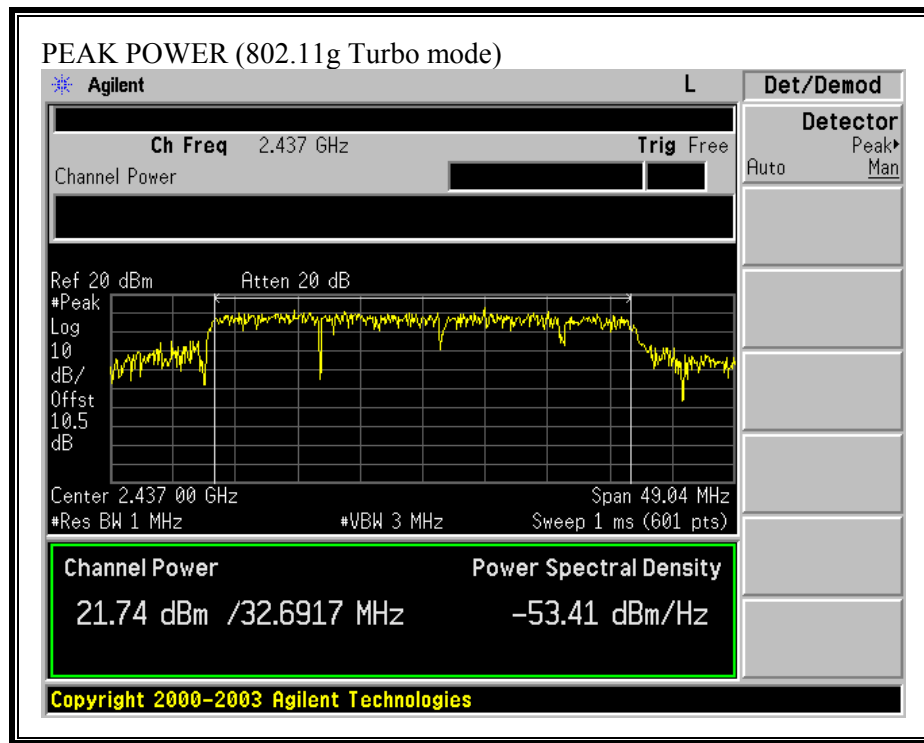 PEAK POWER (802.11g Turbo mode)
Agilent L Det/Demod
Ch Freq 2.437 GHz Trig Free
Channel Power
Detector
Peak
Auto Man
Ref 20 dBm Atten 20 dB
#Peak
Log
10
dB/
Offst
10.5
dB
Center 2.437 00 GHz Span 49.04 MHz
#Res BW 1 MHz #VBW 3 MHz Sweep 1 ms (601 pts)
Channel Power Power Spectral Density
21.74 dBm /32.6917 MHz -53.41 dBm/Hz
Copyright 2000-2003 Agilent Technologies